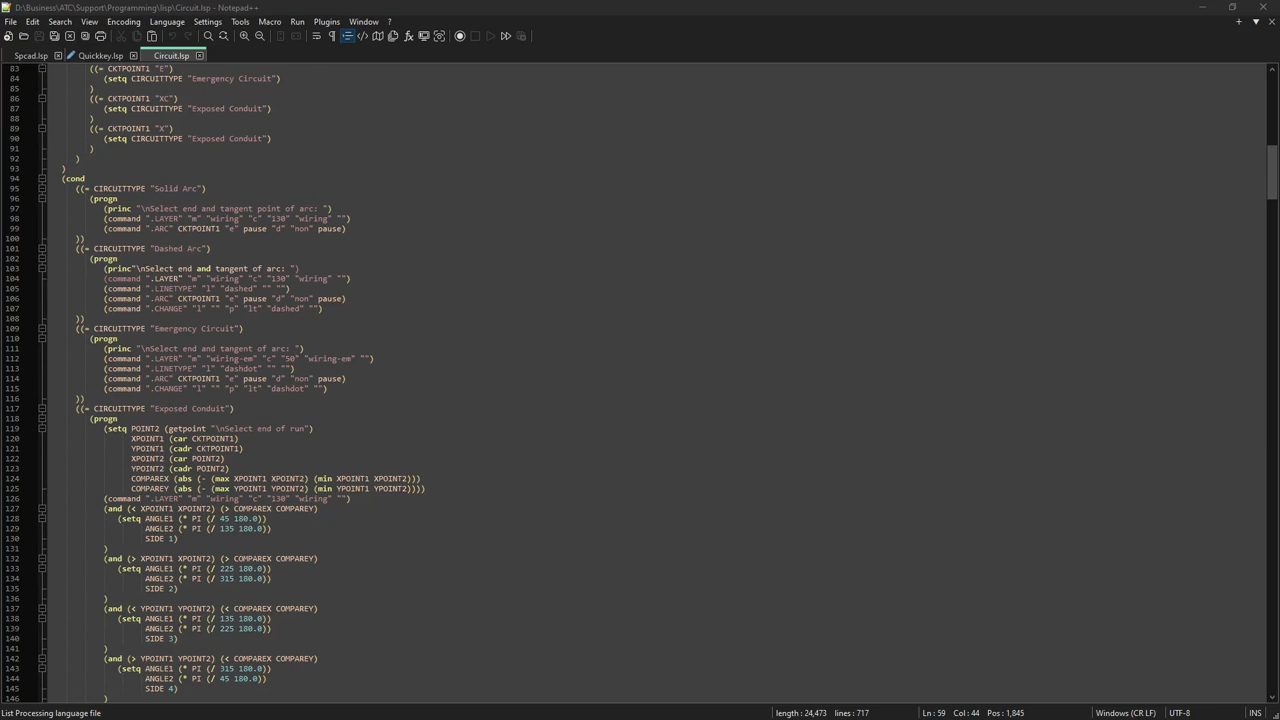 D:\Business\ATC\Support\Programming\lisp\Circuit.lsp - Notepad++
File Edit Search View Encoding Language Settings Tools Macro Run Plugins Window ?
Spcad.lsp Quickkey.lsp Circuit.lsp
83 ((= CKTPOINT1 "E")
84 (setq CIRCUITTYPE "Emergency Circuit")
85 )
86 ((= CKTPOINT1 "XC")
87 (setq CIRCUITTYPE "Exposed Conduit")
88 )
89 ((= CKTPOINT1 "X")
90 (setq CIRCUITTYPE "Exposed Conduit")
91 )
92 )
93 )
94 (cond
95 ((= CIRCUITTYPE "Solid Arc")
96 (progn
97 (princ "\nSelect end and tangent point of arc: ")
98 (command ".LAYER" "m" "wiring" "c" "130" "wiring" "")
99 (command ".ARC" CKTPOINT1 "e" pause "d" "non" pause)
100 ))
101 ((= CIRCUITTYPE "Dashed Arc")
102 (progn
103 (princ"\nSelect end and tangent of arc: ")
104 (command ".LAYER" "m" "wiring" "c" "130" "wiring" "")
105 (command ".LINETYPE" "l" "dashed" "" "")
106 (command ".ARC" CKTPOINT1 "e" pause "d" "non" pause)
107 (command ".CHANGE" "l" "" "p" "lt" "dashed" "")
108 ))
109 ((= CIRCUITTYPE "Emergency Circuit")
110 (progn
111 (princ "\nSelect end and tangent of arc: ")
112 (command ".LAYER" "m" "wiring-em" "c" "50" "wiring-em" "")
113 (command ".LINETYPE" "l" "dashdot" "" "")
114 (command ".ARC" CKTPOINT1 "e" pause "d" "non" pause)
115 (command ".CHANGE" "l" "" "p" "lt" "dashdot" "")
116 ))
117 ((= CIRCUITTYPE "Exposed Conduit")
118 (progn
119 (setq POINT2 (getpoint "\nSelect end of run")
120 XPOINT1 (car CKTPOINT1)
121 YPOINT1 (cadr CKTPOINT1)
122 XPOINT2 (car POINT2)
123 YPOINT2 (cadr POINT2)
124 COMPAREX (abs (- (max XPOINT1 XPOINT2) (min XPOINT1 XPOINT2)))
125 COMPAREY (abs (- (max YPOINT1 YPOINT2) (min YPOINT1 YPOINT2))))
126 (command ".LAYER" "m" "wiring" "c" "130" "wiring" "")
127 (and (< XPOINT1 XPOINT2) (> COMPAREX COMPAREY)
128 (setq ANGLE1 (* PI (/ 45 180.0))
129 ANGLE2 (* PI (/ 135 180.0))
130 SIDE 1)
131 )
132 (and (> XPOINT1 XPOINT2) (> COMPAREX COMPAREY)
133 (setq ANGLE1 (* PI (/ 225 180.0))
134 ANGLE2 (* PI (/ 315 180.0))
135 SIDE 2)
136 )
137 (and (< YPOINT1 YPOINT2) (< COMPAREX COMPAREY)
138 (setq ANGLE1 (* PI (/ 135 180.0))
139 ANGLE2 (* PI (/ 225 180.0))
140 SIDE 3)
141 )
142 (and (> YPOINT1 YPOINT2) (< COMPAREX COMPAREY)
143 (setq ANGLE1 (* PI (/ 315 180.0))
144 ANGLE2 (* PI (/ 45 180.0))
145 SIDE 4)
146 )
List Processing language file length : 24,473 lines : 717 Ln : 59 Col : 44 Pos : 1,845 Windows (CR LF) UTF-8 INS